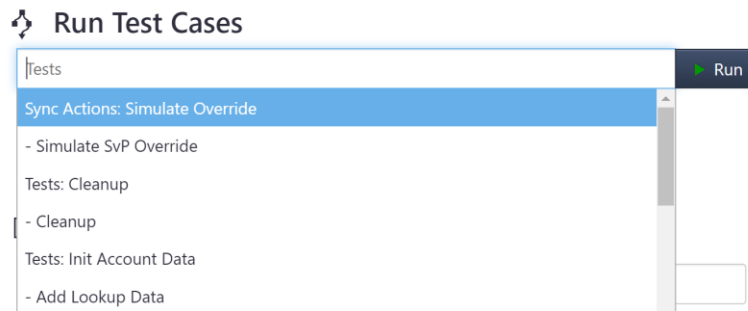 Run Test Cases
Tests
Run
Sync Actions: Simulate Override
- Simulate SvP Override
Tests: Cleanup
- Cleanup
Tests: Init Account Data
- Add Lookup Data